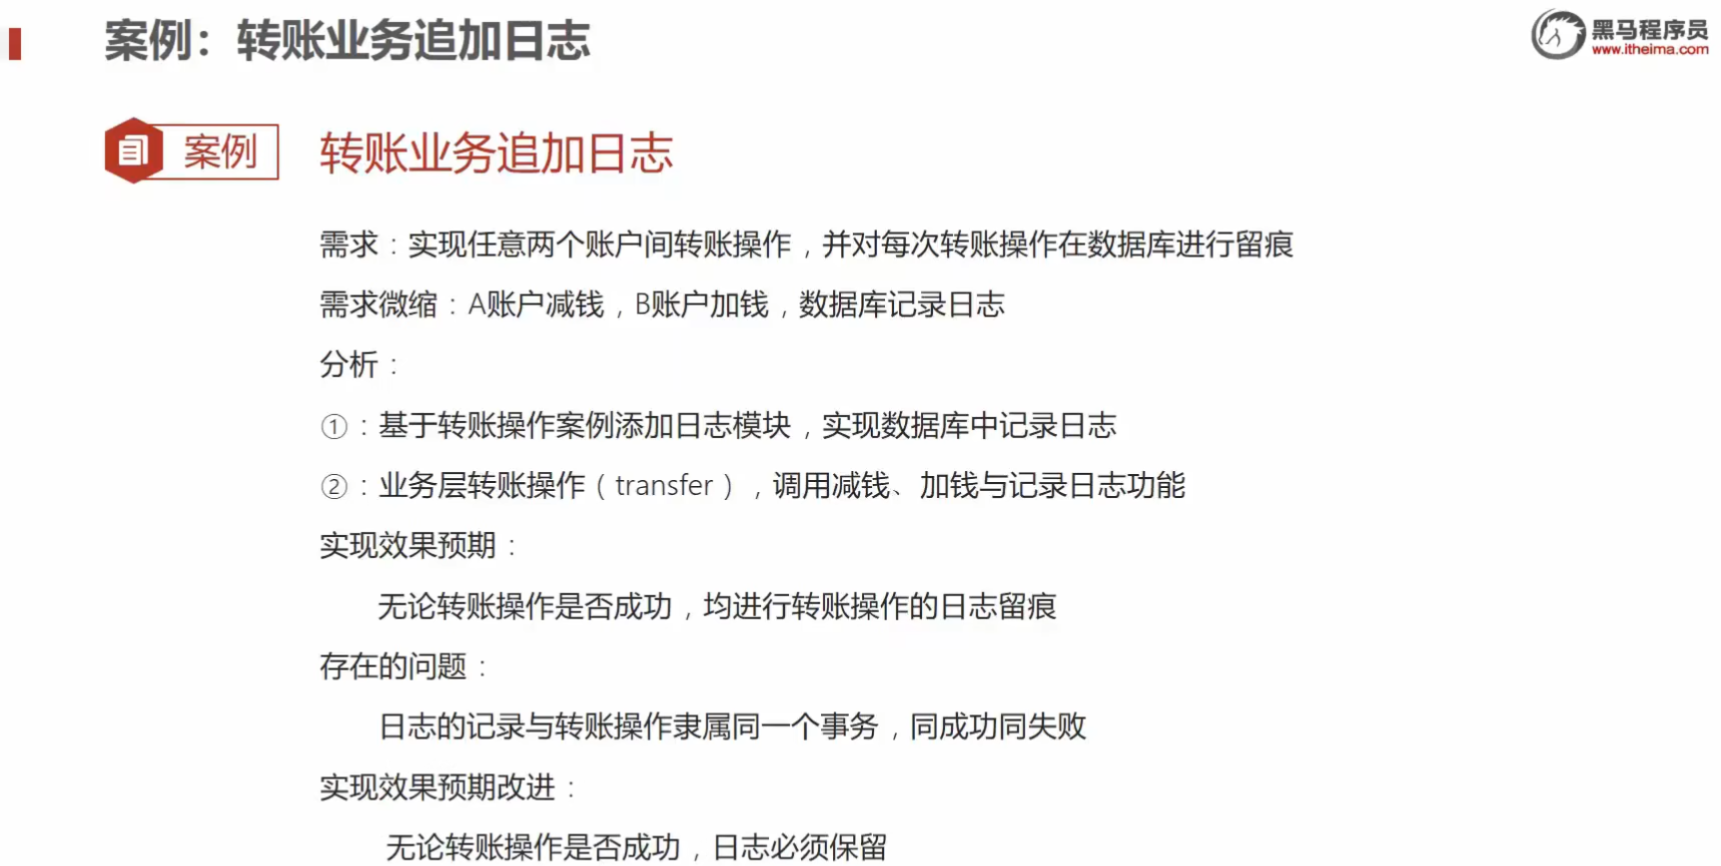 案例：转账业务追加日志
黑马程序员
www.itheima.com
案例
转账业务追加日志
需求：实现任意两个账户间转账操作，并对每次转账操作在数据库进行留痕
需求微缩：A账户减钱，B账户加钱，数据库记录日志
分析：
①：基于转账操作案例添加日志模块，实现数据库中记录日志
②：业务层转账操作（transfer），调用减钱、加钱与记录日志功能
实现效果预期：
无论转账操作是否成功，均进行转账操作的日志留痕
存在的问题：
日志的记录与转账操作隶属同一个事务，同成功同失败
实现效果预期改进：
无论转账操作是否成功，日志必须保留